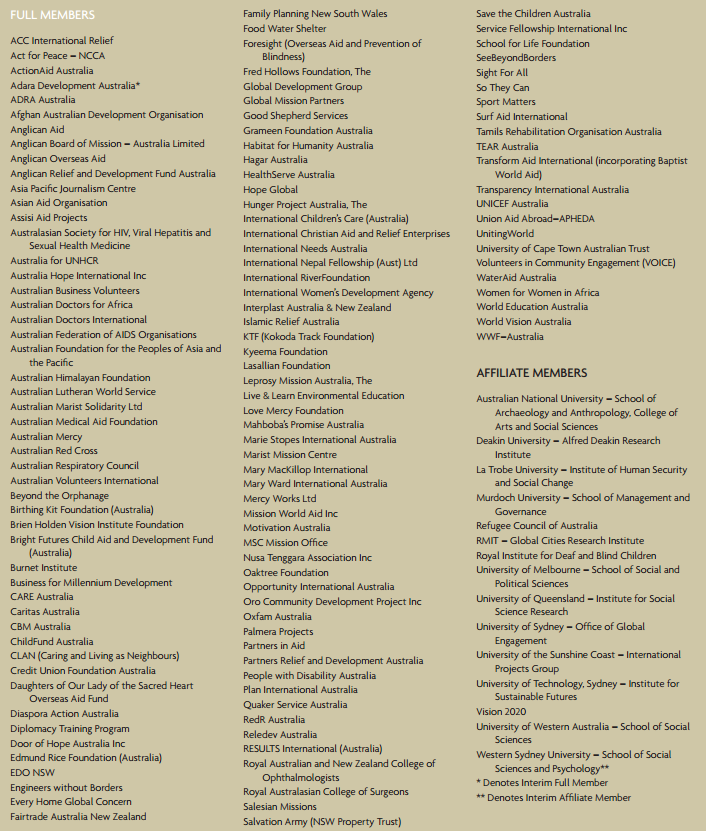 FULL MEMBERS
ACC International Relief
Act for Peace – NCCA
ActionAid Australia
Adara Development Australia*
ADRA Australia
Afghan Australian Development Organisation
Anglican Aid
Anglican Board of Mission – Australia Limited
Anglican Overseas Aid
Anglican Relief and Development Fund Australia
Asia Pacific Journalism Centre
Asian Aid Organisation
Assisi Aid Projects
Australasian Society for HIV, Viral Hepatitis and
Sexual Health Medicine
Australia for UNHCR
Australia Hope International Inc
Australian Business Volunteers
Australian Doctors for Africa
Australian Doctors International
Australian Federation of AIDS Organisations
Australian Foundation for the Peoples of Asia and
the Pacific
Australian Himalayan Foundation
Australian Lutheran World Service
Australian Marist Solidarity Ltd
Australian Medical Aid Foundation
Australian Mercy
Australian Red Cross
Australian Respiratory Council
Australian Volunteers International
Beyond the Orphanage
Birthing Kit Foundation (Australia)
Brien Holden Vision Institute Foundation
Bright Futures Child Aid and Development Fund
(Australia)
Burnet Institute
Business for Millennium Development
CARE Australia
Caritas Australia
CBM Australia
ChildFund Australia
CLAN (Caring and Living as Neighbours)
Credit Union Foundation Australia
Daughters of Our Lady of the Sacred Heart
Overseas Aid Fund
Diaspora Action Australia
Diplomacy Training Program
Door of Hope Australia Inc
Edmund Rice Foundation (Australia)
EDO NSW
Engineers without Borders
Every Home Global Concern
Fairtrade Australia New Zealand
Family Planning New South Wales
Food Water Shelter
Foresight (Overseas Aid and Prevention of
Blindness)
Fred Hollows Foundation, The
Global Development Group
Global Mission Partners
Good Shepherd Services
Grameen Foundation Australia
Habitat for Humanity Australia
Hagar Australia
HealthServe Australia
Hope Global
Hunger Project Australia, The
International Children's Care (Australia)
International Christian Aid and Relief Enterprises
International Needs Australia
International Nepal Fellowship (Aust) Ltd
International RiverFoundation
International Women's Development Agency
Interplast Australia & New Zealand
Islamic Relief Australia
KTF (Kokoda Track Foundation)
Kyeema Foundation
Lasallian Foundation
Leprosy Mission Australia, The
Live & Learn Environmental Education
Love Mercy Foundation
Mahboba's Promise Australia
Marie Stopes International Australia
Marist Mission Centre
Mary MacKillop International
Mary Ward International Australia
Mercy Works Ltd
Mission World Aid Inc
Motivation Australia
MSC Mission Office
Nusa Tenggara Association Inc
Oaktree Foundation
Opportunity International Australia
Oro Community Development Project Inc
Oxfam Australia
Palmera Projects
Partners in Aid
Partners Relief and Development Australia
People with Disability Australia
Plan International Australia
Quaker Service Australia
RedR Australia
Reledev Australia
RESULTS International (Australia)
Royal Australian and New Zealand College of
Ophthalmologists
Royal Australasian College of Surgeons
Salesian Missions
Salvation Army (NSW Property Trust)
Save the Children Australia
Service Fellowship International Inc
School for Life Foundation
SeeBeyondBorders
Sight For All
So They Can
Sport Matters
Surf Aid International
Tamils Rehabilitation Organisation Australia
TEAR Australia
Transform Aid International (incorporating Baptist
World Aid)
Transparency International Australia
UNICEF Australia
Union Aid Abroad–APHEDA
UnitingWorld
University of Cape Town Australian Trust
Volunteers in Community Engagement (VOICE)
WaterAid Australia
Women for Women in Africa
World Education Australia
World Vision Australia
WWF–Australia
AFFILIATE MEMBERS
Australian National University – School of
Archaeology and Anthropology, College of
Arts and Social Sciences
Deakin University – Alfred Deakin Research
Institute
La Trobe University – Institute of Human Security
and Social Change
Murdoch University – School of Management and
Governance
Refugee Council of Australia
RMIT – Global Cities Research Institute
Royal Institute for Deaf and Blind Children
University of Melbourne – School of Social and
Political Sciences
University of Queensland – Institute for Social
Science Research
University of Sydney – Office of Global
Engagement
University of the Sunshine Coast – International
Projects Group
University of Technology, Sydney – Institute for
Sustainable Futures
Vision 2020
University of Western Australia – School of Social
Sciences
Western Sydney University – School of Social
Sciences and Psychology**
* Denotes Interim Full Member
** Denotes Interim Affiliate Member